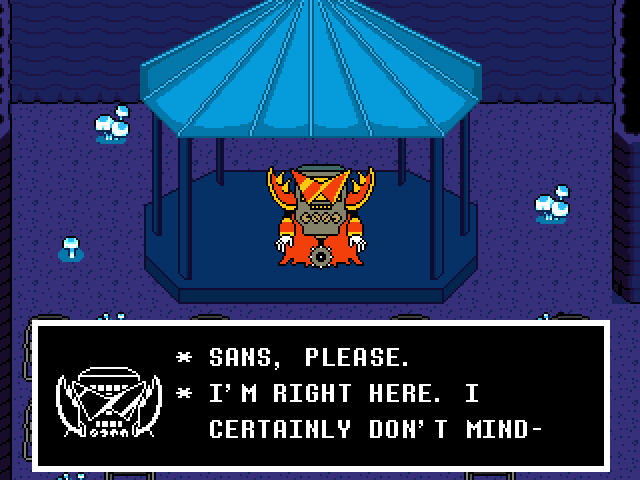 * SANS, PLEASE.
* I'M RIGHT HERE. I
CERTAINLY DON'T MIND-